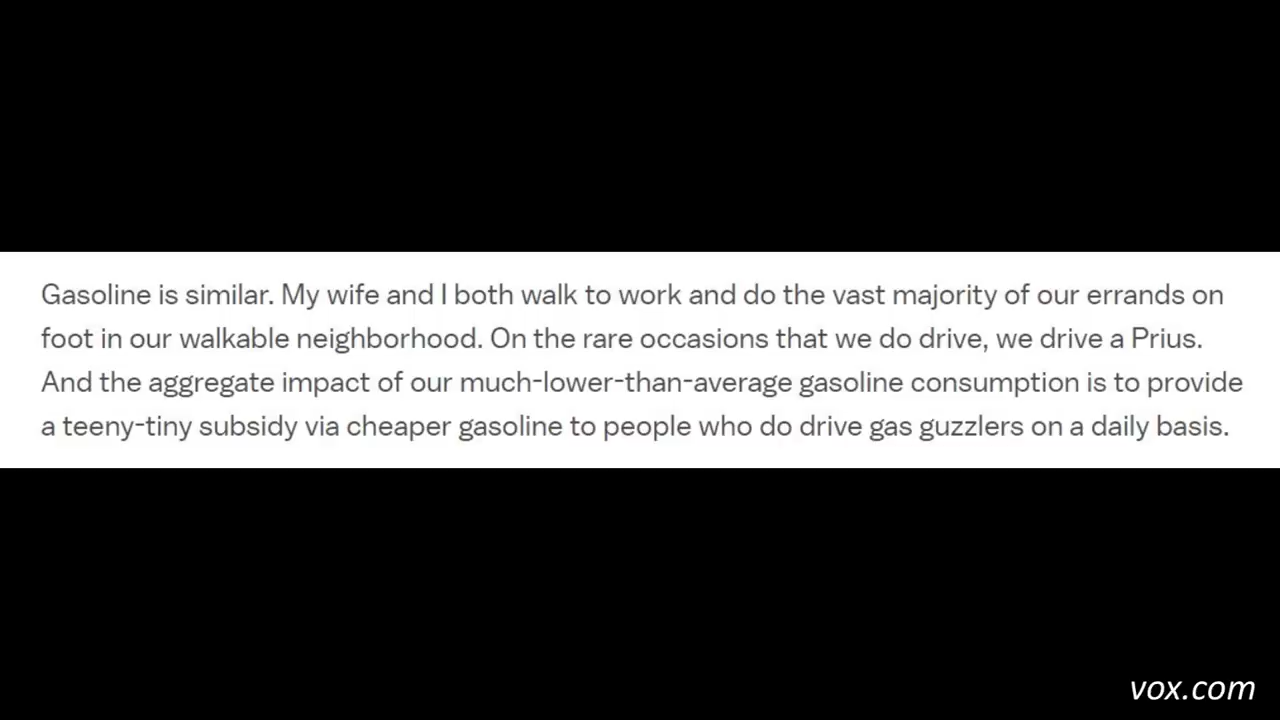 Gasoline is similar. My wife and I both walk to work and do the vast majority of our errands on
foot in our walkable neighborhood. On the rare occasions that we do drive, we drive a Prius.
And the aggregate impact of our much-lower-than-average gasoline consumption is to provide
a teeny-tiny subsidy via cheaper gasoline to people who do drive gas guzzlers on a daily basis.
vox.com